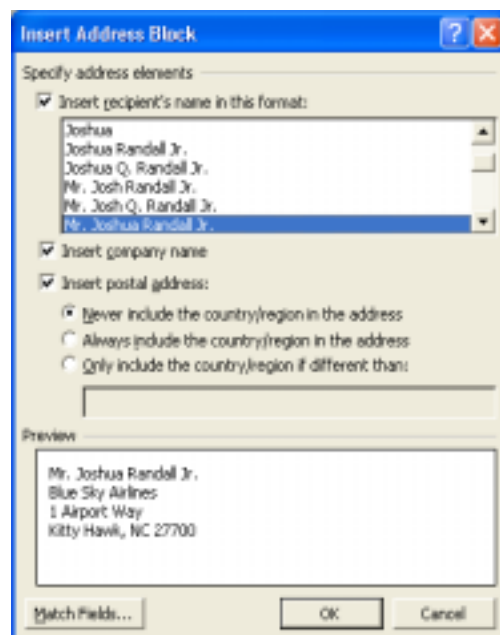 Insert Address Block
?
Specify address elements
Insert recipient's name in this format:
Joshua
Joshua Randall Jr.
Joshua Q. Randall Jr.
Mr. Josh Randall Jr.
Mr. Josh Q. Randall Jr.
Mr. Joshua Randall Jr.
Insert company name
Insert postal address:
Never include the country/region in the address
Always include the country/region in the address
Only include the country/region if different than:
Preview
Mr. Joshua Randall Jr.
Blue Sky Airlines
1 Airport Way
Kitty Hawk, NC 27700
Match Fields... OK Cancel